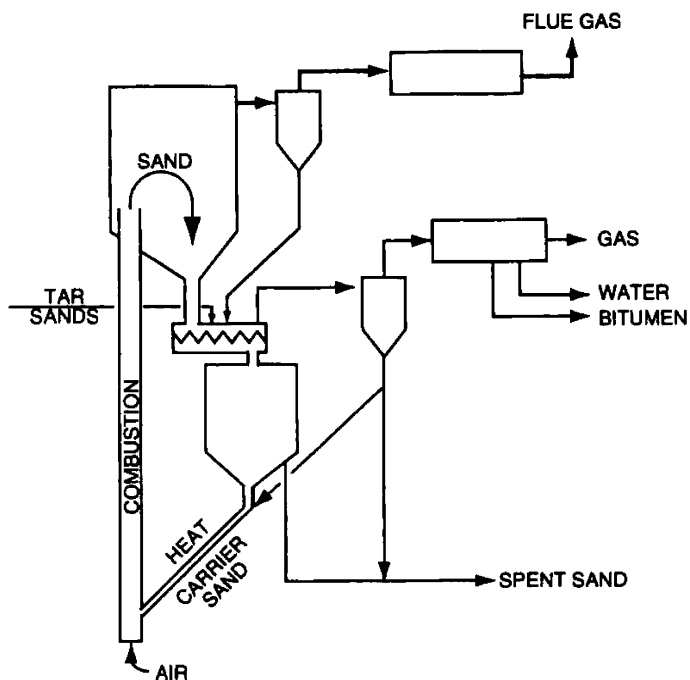 FLUE GAS
SAND
GAS
TAR
SANDS
WATER
BITUMEN
COMBUSTION
HEAT
CARRIER
SAND
SPENT SAND
AIR